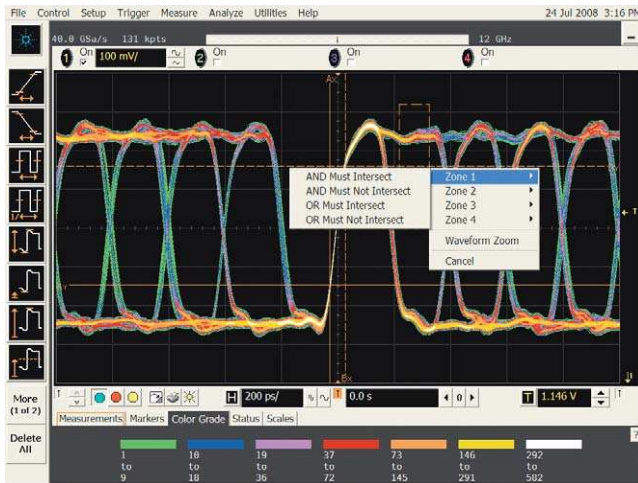 File Control Setup Trigger Measure Analyze Utilities Help 24 Jul 2008 3:16 PM
40.0 GSa/s 131 kpts 12 GHz
1 On 100 mV/ 2 On 3 On 4 On
Ax
AND Must Intersect Zone 1
AND Must Not Intersect Zone 2
OR Must Intersect Zone 3
OR Must Not Intersect Zone 4
Waveform Zoom
Cancel
T
Y
Bx
More
(1 of 2)
Delete
All
H 200 ps/ 0.0 s 0 T 1.146 V
Measurements Markers Color Grade Status Scales
1 10 19 37 73 146 292
to to to to to to to
9 18 36 72 145 291 582